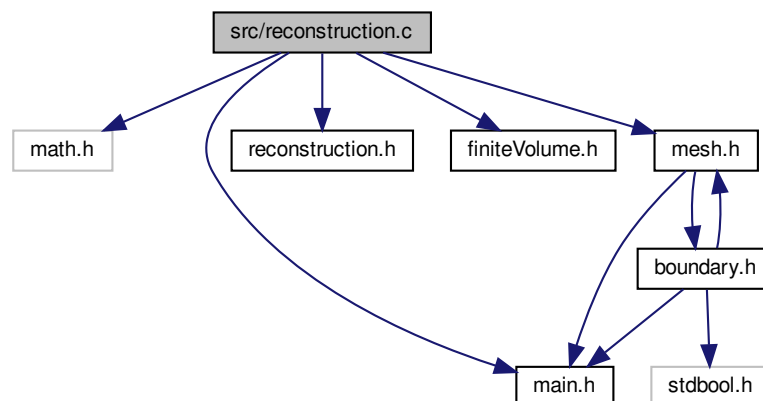 src/reconstruction.c
math.h
reconstruction.h
finiteVolume.h
mesh.h
boundary.h
main.h
stdbool.h